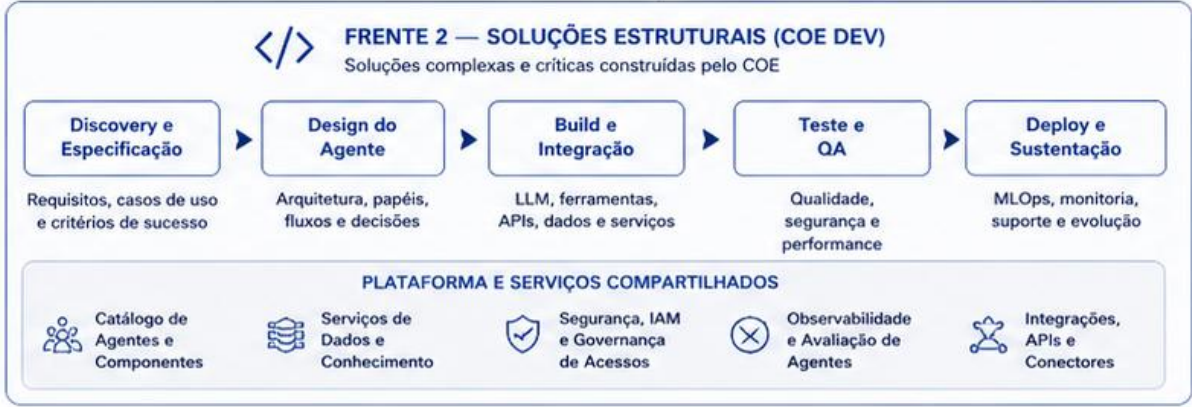 </>
FRENTE 2 — SOLUÇÕES ESTRUTURAIS (COE DEV)
Soluções complexas e críticas construídas pelo COE
Discovery e
Especificação
Requisitos, casos de uso
e critérios de sucesso
Design do
Agente
Arquitetura, papéis,
fluxos e decisões
Build e
Integração
LLM, ferramentas,
APIs, dados e serviços
Teste e
QA
Qualidade,
segurança e
performance
Deploy e
Sustentação
MLOps, monitoria,
suporte e evolução
PLATAFORMA E SERVIÇOS COMPARTILHADOS
Catálogo de
Agentes e
Componentes
Serviços de
Dados e
Conhecimento
Segurança, IAM
e Governança
de Acessos
Observabilidade
e Avaliação de
Agentes
Integrações,
APIs e
Conectores